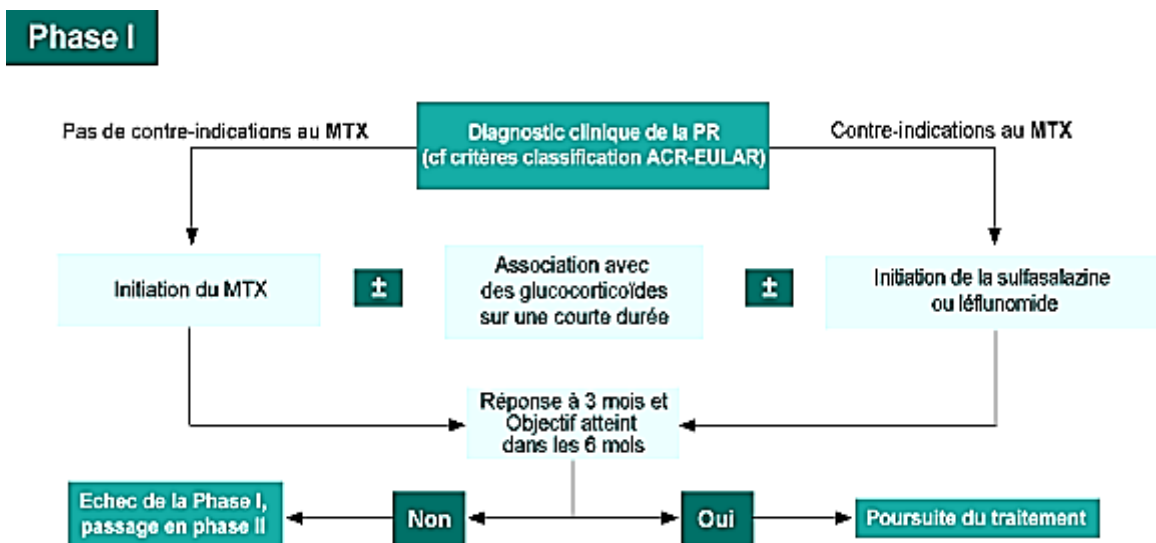 Phase I
Pas de contre-indications au MTX
Diagnostic clinique de la PR
(cf critères classification ACR-EULAR)
Contre-indications au MTX
Initiation du MTX
±
Association avec
des glucocorticoïdes
sur une courte durée
±
Initiation de la sulfasalazine
ou léflunomide
Réponse à 3 mois et
Objectif atteint
dans les 6 mois
Echec de la Phase I,
passage en phase II
Non
Oui
Poursuite du traitement